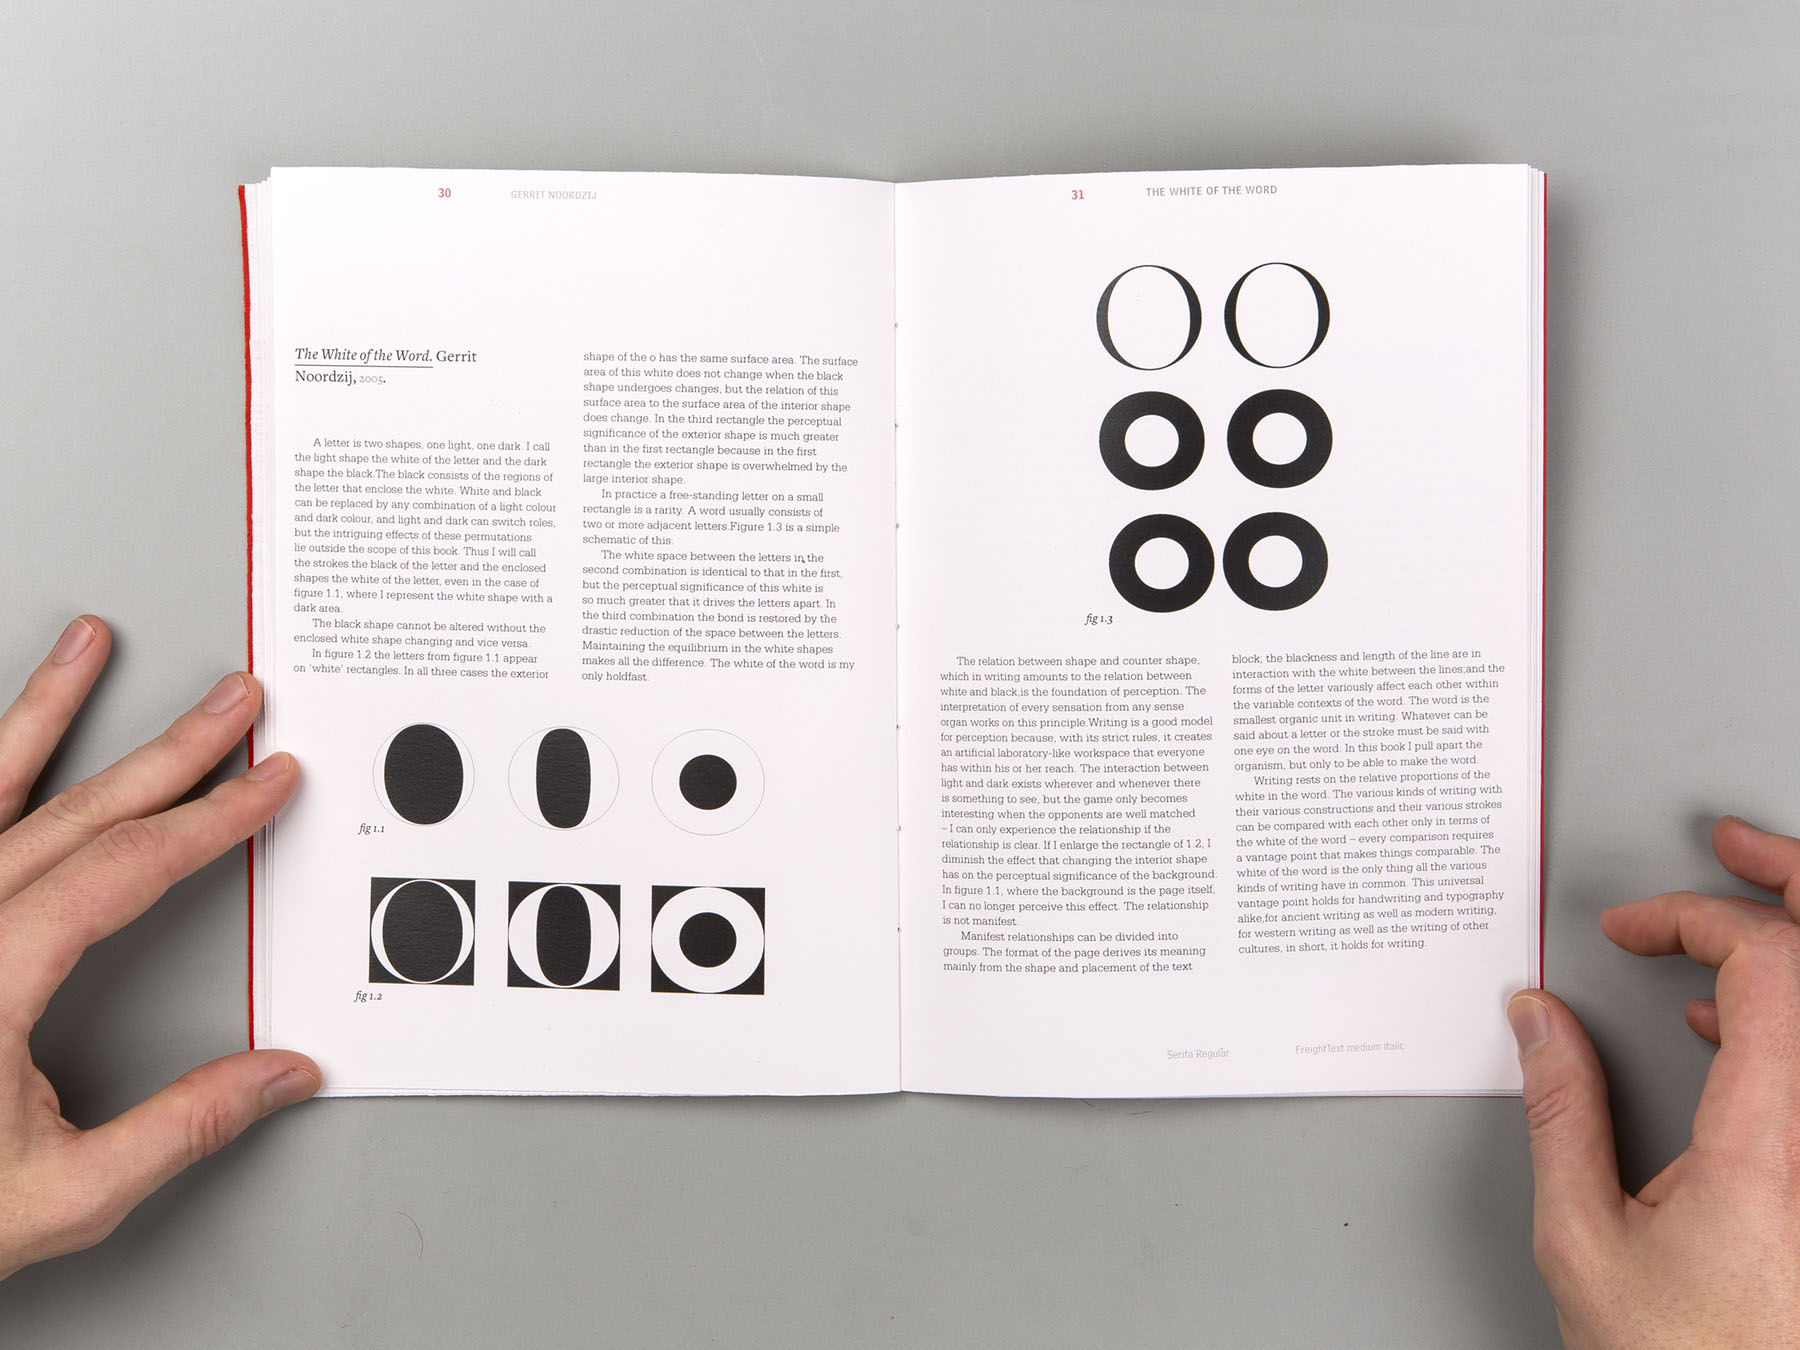 30 GERRIT NOORDZIJ
The White of the Word. Gerrit
Noordzij, 2005.
A letter is two shapes, one light, one dark. I call
the light shape the white of the letter and the dark
shape the black.The black consists of the regions of
the letter that enclose the white. White and black
can be replaced by any combination of a light colour
and dark colour, and light and dark can switch roles,
but the intriguing effects of these permutations
lie outside the scope of this book. Thus I will call
the strokes the black of the letter and the enclosed
shapes the white of the letter, even in the case of
figure 1.1, where I represent the white shape with a
dark area.
The black shape cannot be altered without the
enclosed white shape changing and vice versa.
In figure 1.2 the letters from figure 1.1 appear
on ‘white’ rectangles. In all three cases the exterior
shape of the o has the same surface area. The surface
area of this white does not change when the black
shape undergoes changes, but the relation of this
surface area to the surface area of the interior shape
does change. In the third rectangle the perceptual
significance of the exterior shape is much greater
than in the first rectangle because in the first
rectangle the exterior shape is overwhelmed by the
large interior shape.
In practice a free-standing letter on a small
rectangle is a rarity. A word usually consists of
two or more adjacent letters.Figure 1.3 is a simple
schematic of this.
The white space between the letters in the
second combination is identical to that in the first,
but the perceptual significance of this white is
so much greater that it drives the letters apart. In
the third combination the bond is restored by the
drastic reduction of the space between the letters.
Maintaining the equilibrium in the white shapes
makes all the difference. The white of the word is my
only holdfast.
fig 1.1
fig 1.2
31 THE WHITE OF THE WORD
fig 1.3
The relation between shape and counter shape,
which in writing amounts to the relation between
white and black,is the foundation of perception. The
interpretation of every sensation from any sense
organ works on this principle.Writing is a good model
for perception because, with its strict rules, it creates
an artificial laboratory-like workspace that everyone
has within his or her reach. The interaction between
light and dark exists wherever and whenever there
is something to see, but the game only becomes
interesting when the opponents are well matched
– I can only experience the relationship if the
relationship is clear. If I enlarge the rectangle of 1.2, I
diminish the effect that changing the interior shape
has on the perceptual significance of the background.
In figure 1.1, where the background is the page itself,
I can no longer perceive this effect. The relationship
is not manifest.
Manifest relationships can be divided into
groups. The format of the page derives its meaning
mainly from the shape and placement of the text
block; the blackness and length of the line are in
interaction with the white between the lines;and the
forms of the letter variously affect each other within
the variable contexts of the word. The word is the
smallest organic unit in writing. Whatever can be
said about a letter or the stroke must be said with
one eye on the word. In this book I pull apart the
organism, but only to be able to make the word.
Writing rests on the relative proportions of the
white in the word. The various kinds of writing with
their various constructions and their various strokes
can be compared with each other only in terms of
the white of the word – every comparison requires
a vantage point that makes things comparable. The
white of the word is the only thing all the various
kinds of writing have in common. This universal
vantage point holds for handwriting and typography
alike,for ancient writing as well as modern writing,
for western writing as well as the writing of other
cultures, in short, it holds for writing.
Serifa Regular FreightText medium italic